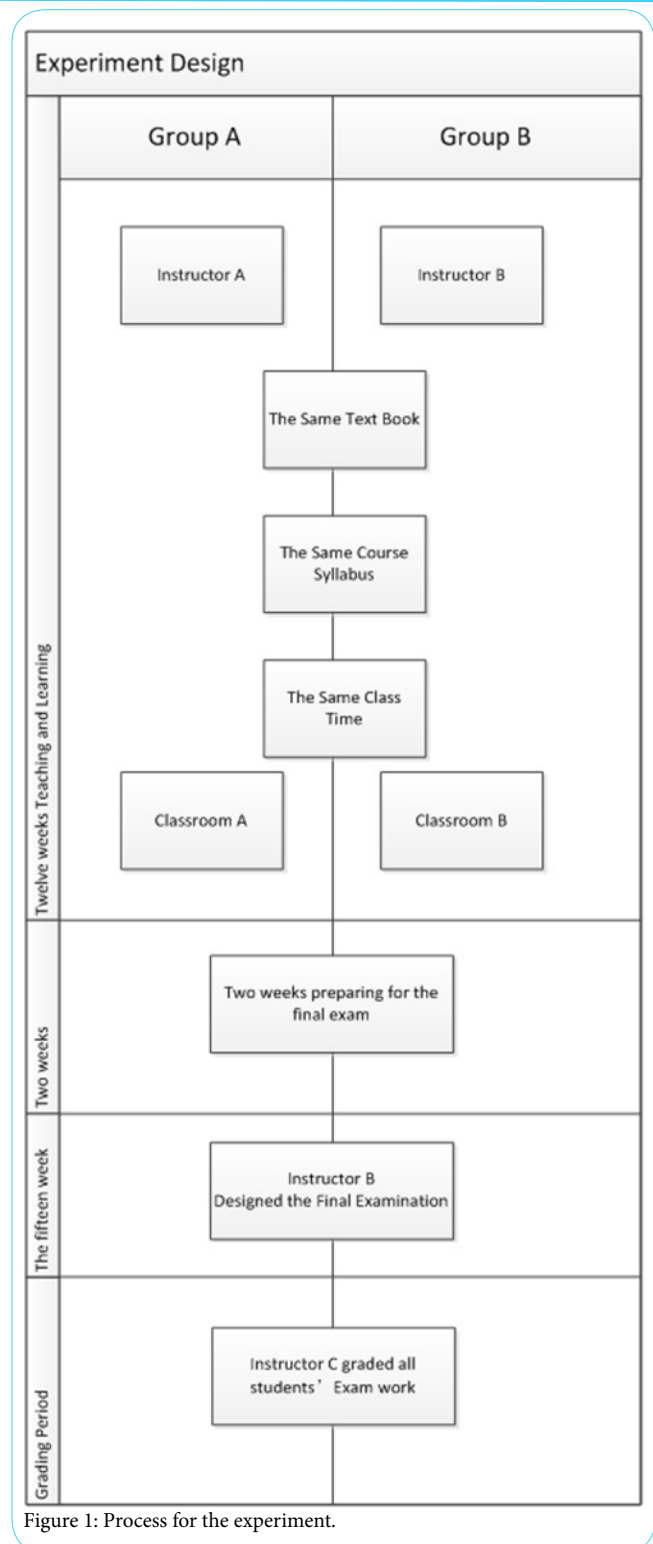 Experiment Design
Group A
Group B
Twelve weeks Teaching and Learning
Instructor A
Instructor B
The Same Text Book
The Same Course
Syllabus
The Same Class
Time
Classroom A
Classroom B
Two weeks
Two weeks preparing for the
final exam
The fifteen week
Instructor B
Designed the Final Examination
Grading Period
Instructor C graded all
students’ Exam work
Figure 1: Process for the experiment.